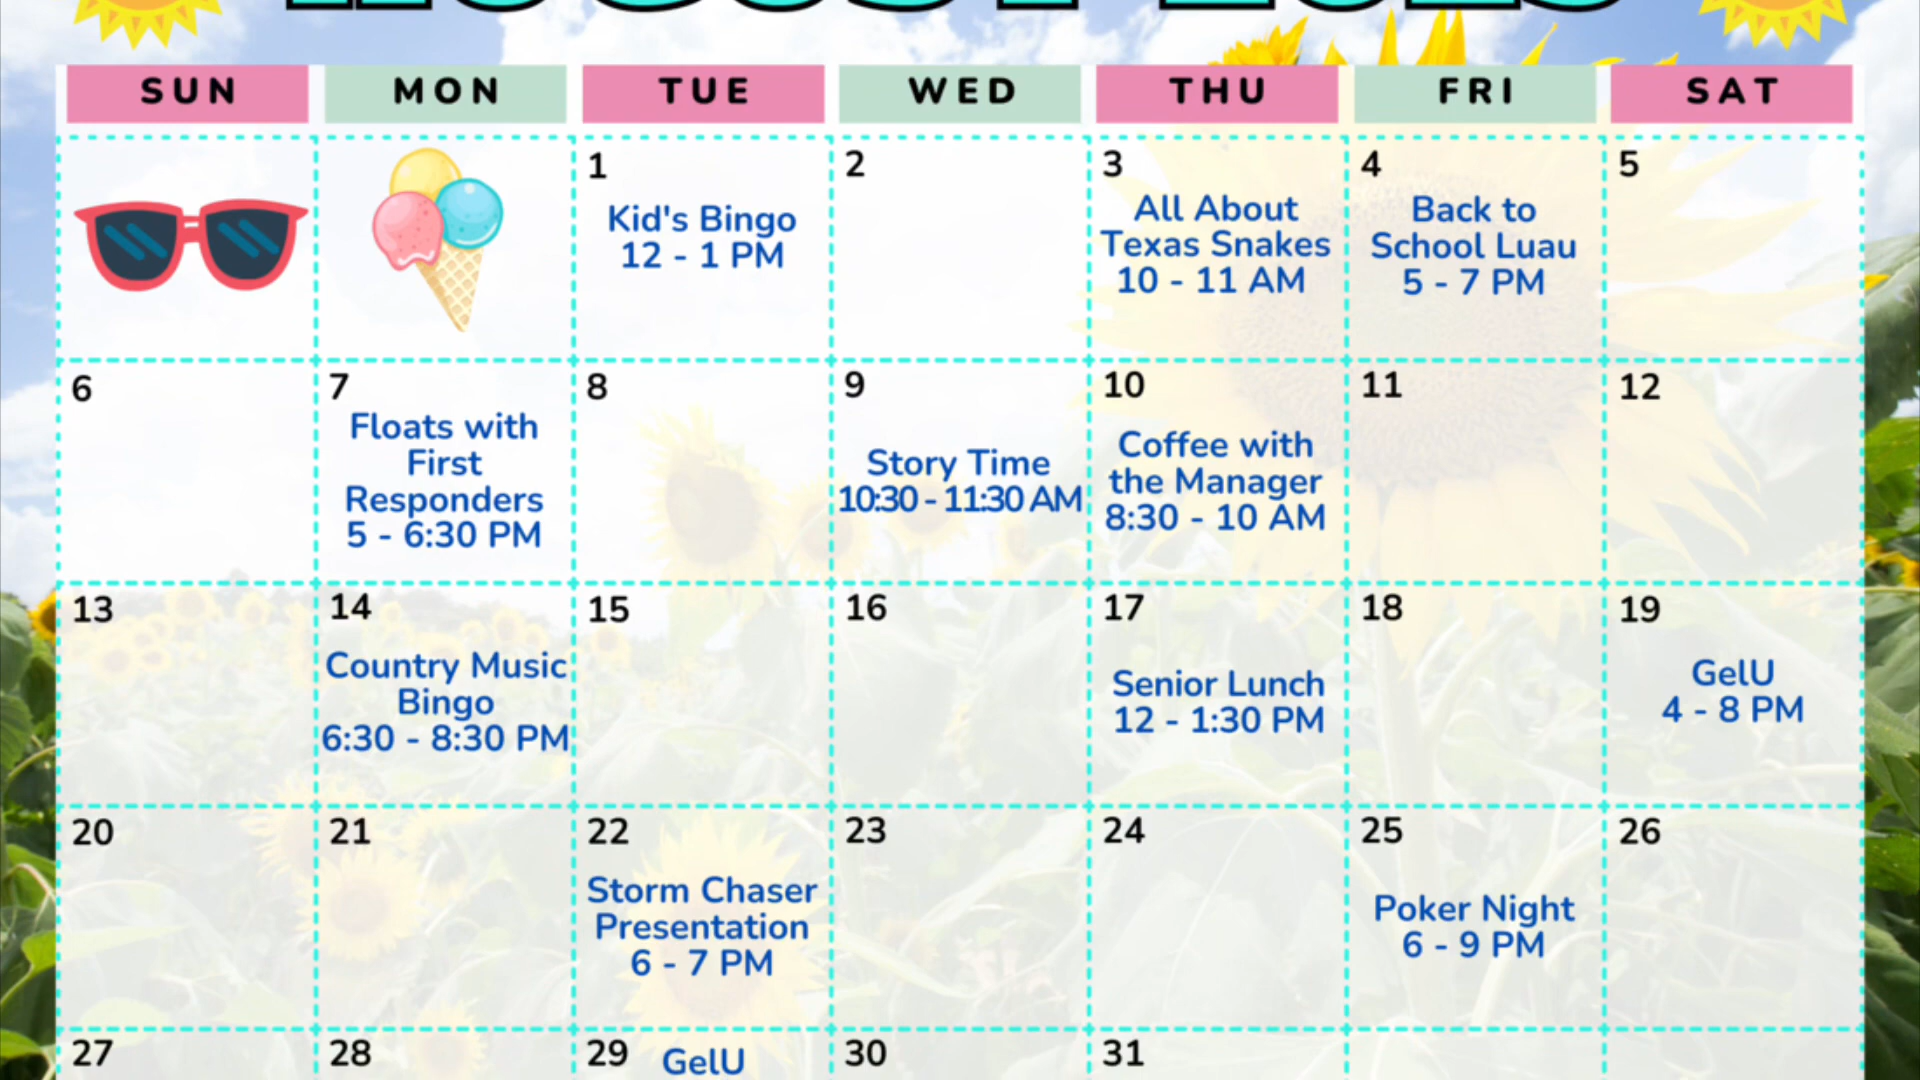 SUN MON TUE WED THU FRI SAT
1
Kid's Bingo
12 - 1 PM
2
3
All About
Texas Snakes
10 - 11 AM
4
Back to
School Luau
5 - 7 PM
5
6
7
Floats with
First
Responders
5 - 6:30 PM
8
9
Story Time
10:30 - 11:30 AM
10
Coffee with
the Manager
8:30 - 10 AM
11
12
13
14
Country Music
Bingo
6:30 - 8:30 PM
15
16
17
Senior Lunch
12 - 1:30 PM
18
19
GelU
4 - 8 PM
20
21
22
Storm Chaser
Presentation
6 - 7 PM
23
24
25
Poker Night
6 - 9 PM
26
27
28
29
GelU
30
31